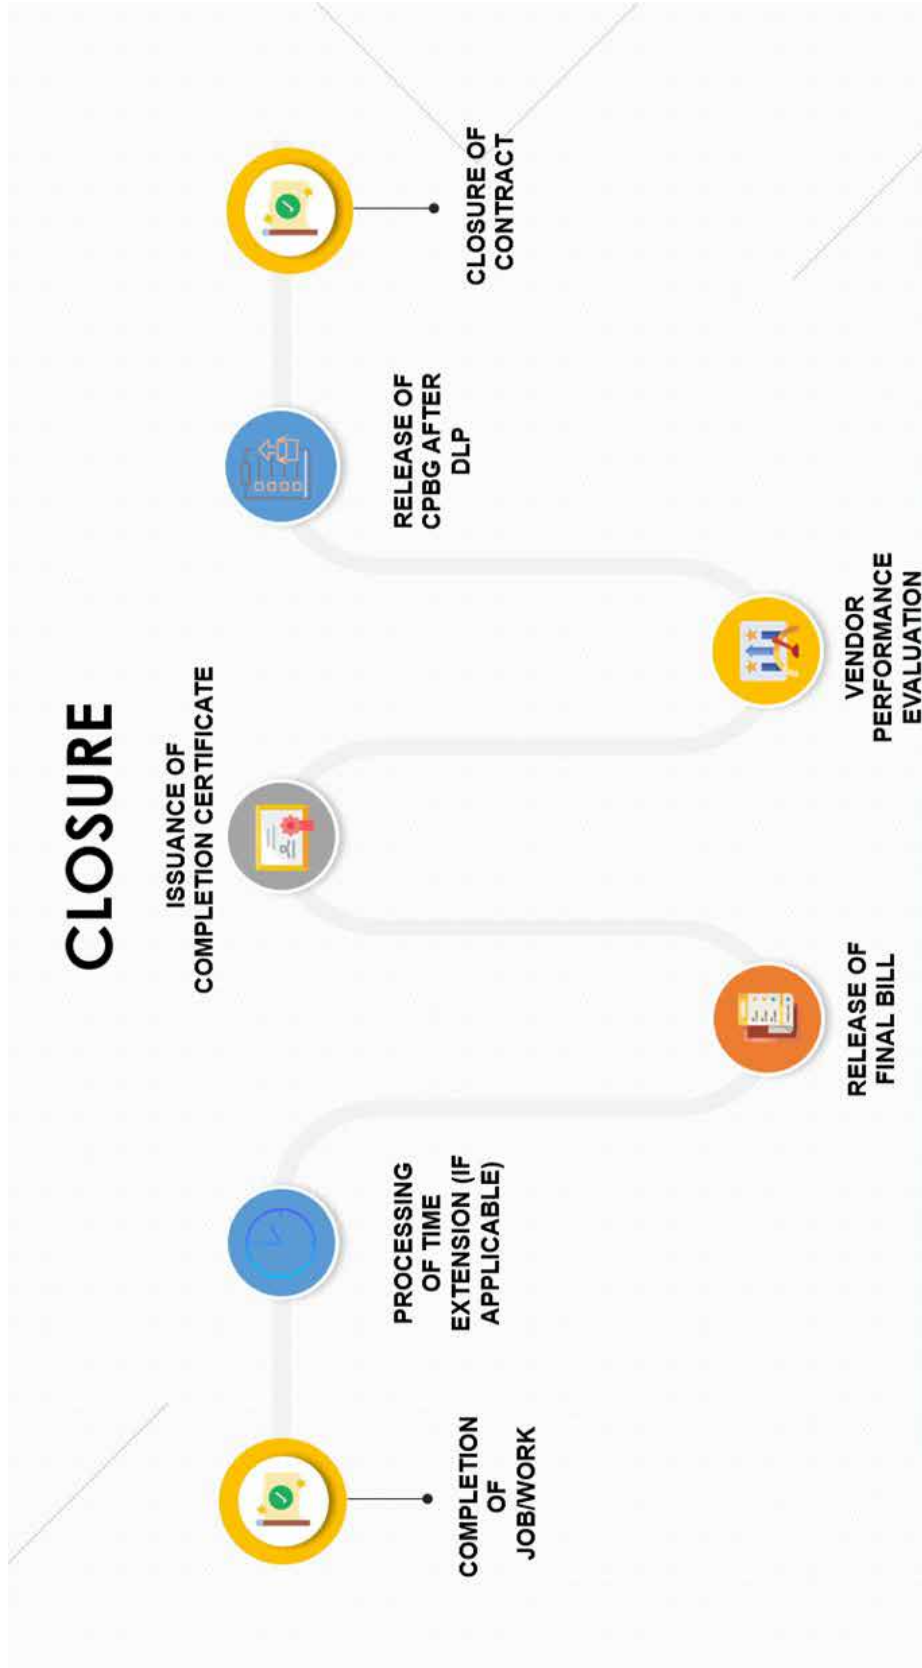 CLOSURE
COMPLETION
OF
JOB/WORK
PROCESSING
OF TIME
EXTENSION (IF
APPLICABLE)
RELEASE OF
FINAL BILL
ISSUANCE OF
COMPLETION CERTIFICATE
VENDOR
PERFORMANCE
EVALUATION
RELEASE OF
CPBG AFTER
DLP
CLOSURE OF
CONTRACT